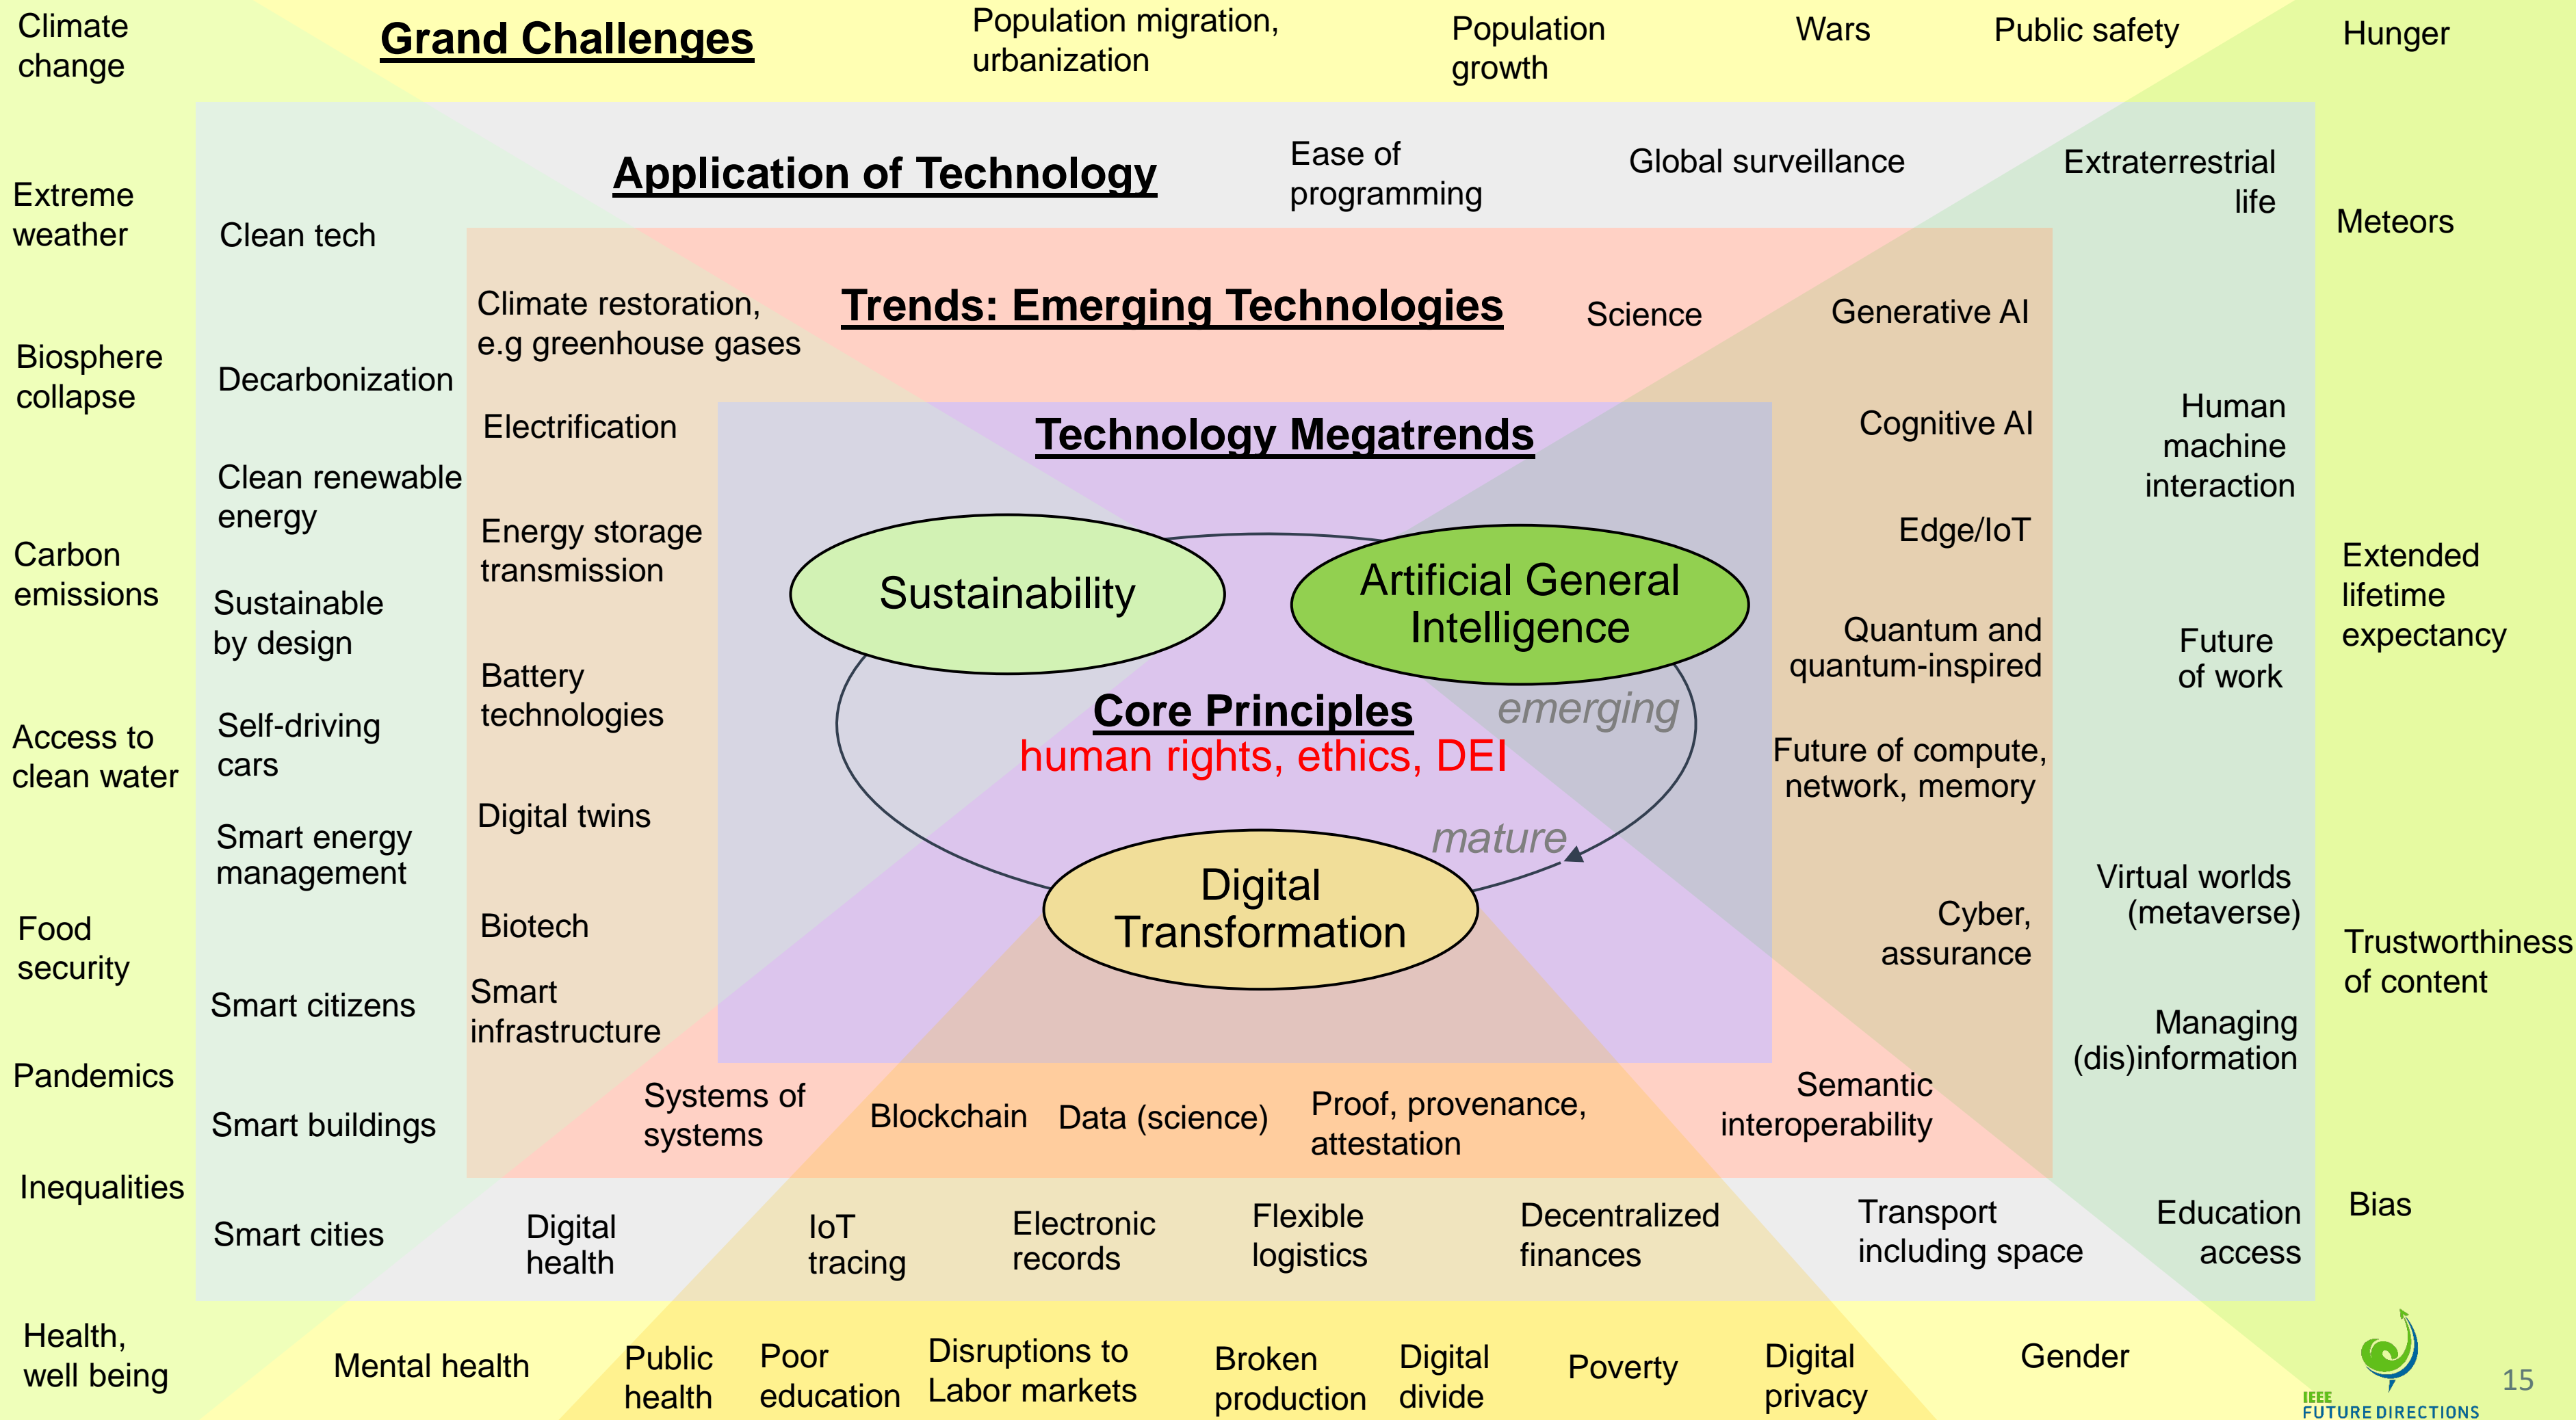 Grand Challenges
Climate
change
Population migration,
urbanization
Population
growth
Wars
Public safety
Hunger
Extreme
weather
Biosphere
collapse
Carbon
emissions
Access to
clean water
Food
security
Pandemics
Inequalities
Health,
well being
Meteors
Extended
lifetime
expectancy
Trustworthiness
of content
Bias
Mental health
Public
health
Poor
education
Disruptions to
Labor markets
Broken
production
Digital
divide
Poverty
Digital
privacy
Gender
Application of Technology
Ease of
programming
Global surveillance
Extraterrestrial
life
Clean tech
Decarbonization
Clean renewable
energy
Sustainable
by design
Self-driving
cars
Smart energy
management
Smart citizens
Smart buildings
Smart cities
Human
machine
interaction
Future
of work
Virtual worlds
(metaverse)
Managing
(dis)information
Education
access
Digital
health
IoT
tracing
Electronic
records
Flexible
logistics
Decentralized
finances
Transport
including space
Trends: Emerging Technologies
Climate restoration,
e.g greenhouse gases
Science
Generative AI
Electrification
Energy storage
transmission
Battery
technologies
Digital twins
Biotech
Smart
infrastructure
Cognitive AI
Edge/IoT
Quantum and
quantum-inspired
Future of compute,
network, memory
Cyber,
assurance
Systems of
systems
Blockchain
Data (science)
Proof, provenance,
attestation
Semantic
interoperability
Technology Megatrends
Sustainability
Artificial General
Intelligence
Core Principles
human rights, ethics, DEI
emerging
mature
Digital
Transformation
IEEE
FUTURE DIRECTIONS
15